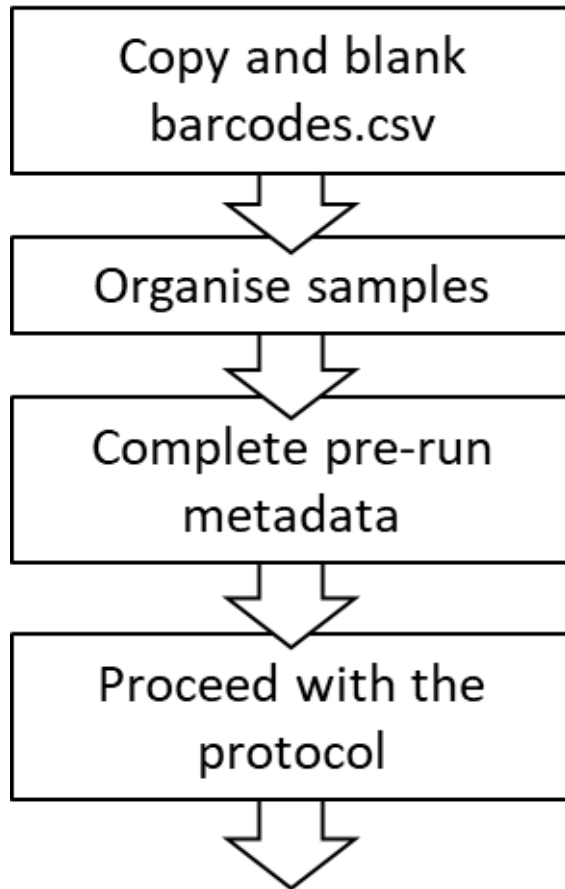 Copy and blank
barcodes.csv
Organise samples
Complete pre-run
metadata
Proceed with the
protocol